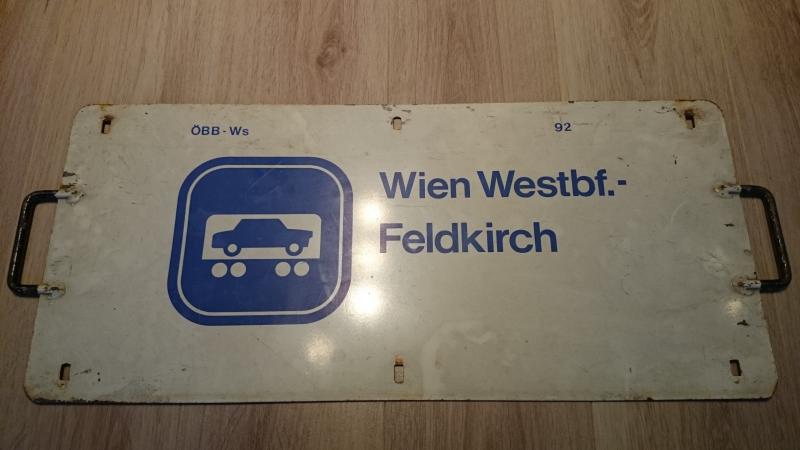 ÖBB - Ws 92
Wien Westbf.-
Feldkirch